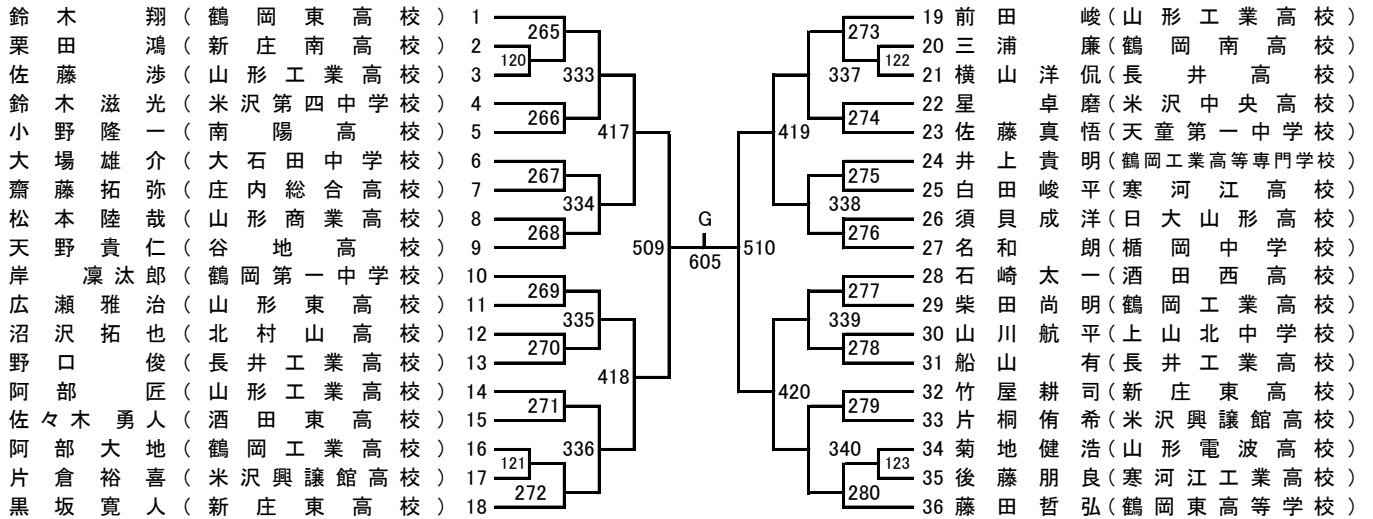 鈴木 翔(鶴岡東高校) 1
栗田 鴻(新庄南高校) 2
佐藤 渉(山形工業高校) 3
鈴木滋光(米沢第四中学校) 4
小野隆一(南陽高校) 5
大場雄介(大石田中学校) 6
齋藤拓弥(庄内総合高校) 7
松本陸哉(山形商業高校) 8
天野貴仁(谷地高校) 9
岸 凜汰郎(鶴岡第一中学校) 10
広瀬雅治(山形東高校) 11
沼沢拓也(北村山高校) 12
野口 俊(長井工業高校) 13
阿部 匠(山形工業高校) 14
佐々木勇人(酒田東高校) 15
阿部大地(鶴岡工業高校) 16
片倉裕喜(米沢興譲館高校) 17
黒坂寛人(新庄東高校) 18
265
120
333
266
417
267
334
268
509
269
335
270
418
271
336
121
272
G
605
510
273
337
122
419
274
275
338
276
277
339
278
420
279
340
123
280
19 前田 峻(山形工業高校)
20 三浦 廉(鶴岡南高校)
21 横山洋侃(長井高校)
22 星 卓磨(米沢中央高校)
23 佐藤真悟(天童第一中学校)
24 井上貴明(鶴岡工業高等専門学校)
25 白田峻平(寒河江高校)
26 須貝成洋(日大山形高校)
27 名和 朗(楯岡中学校)
28 石崎太一(酒田西高校)
29 柴田尚明(鶴岡工業高校)
30 山川航平(上山北中学校)
31 船山 有(長井工業高校)
32 竹屋耕司(新庄東高校)
33 片桐侑希(米沢興譲館高校)
34 菊地健浩(山形電波高校)
35 後藤朋良(寒河江工業高校)
36 藤田哲弘(鶴岡東高等学校)